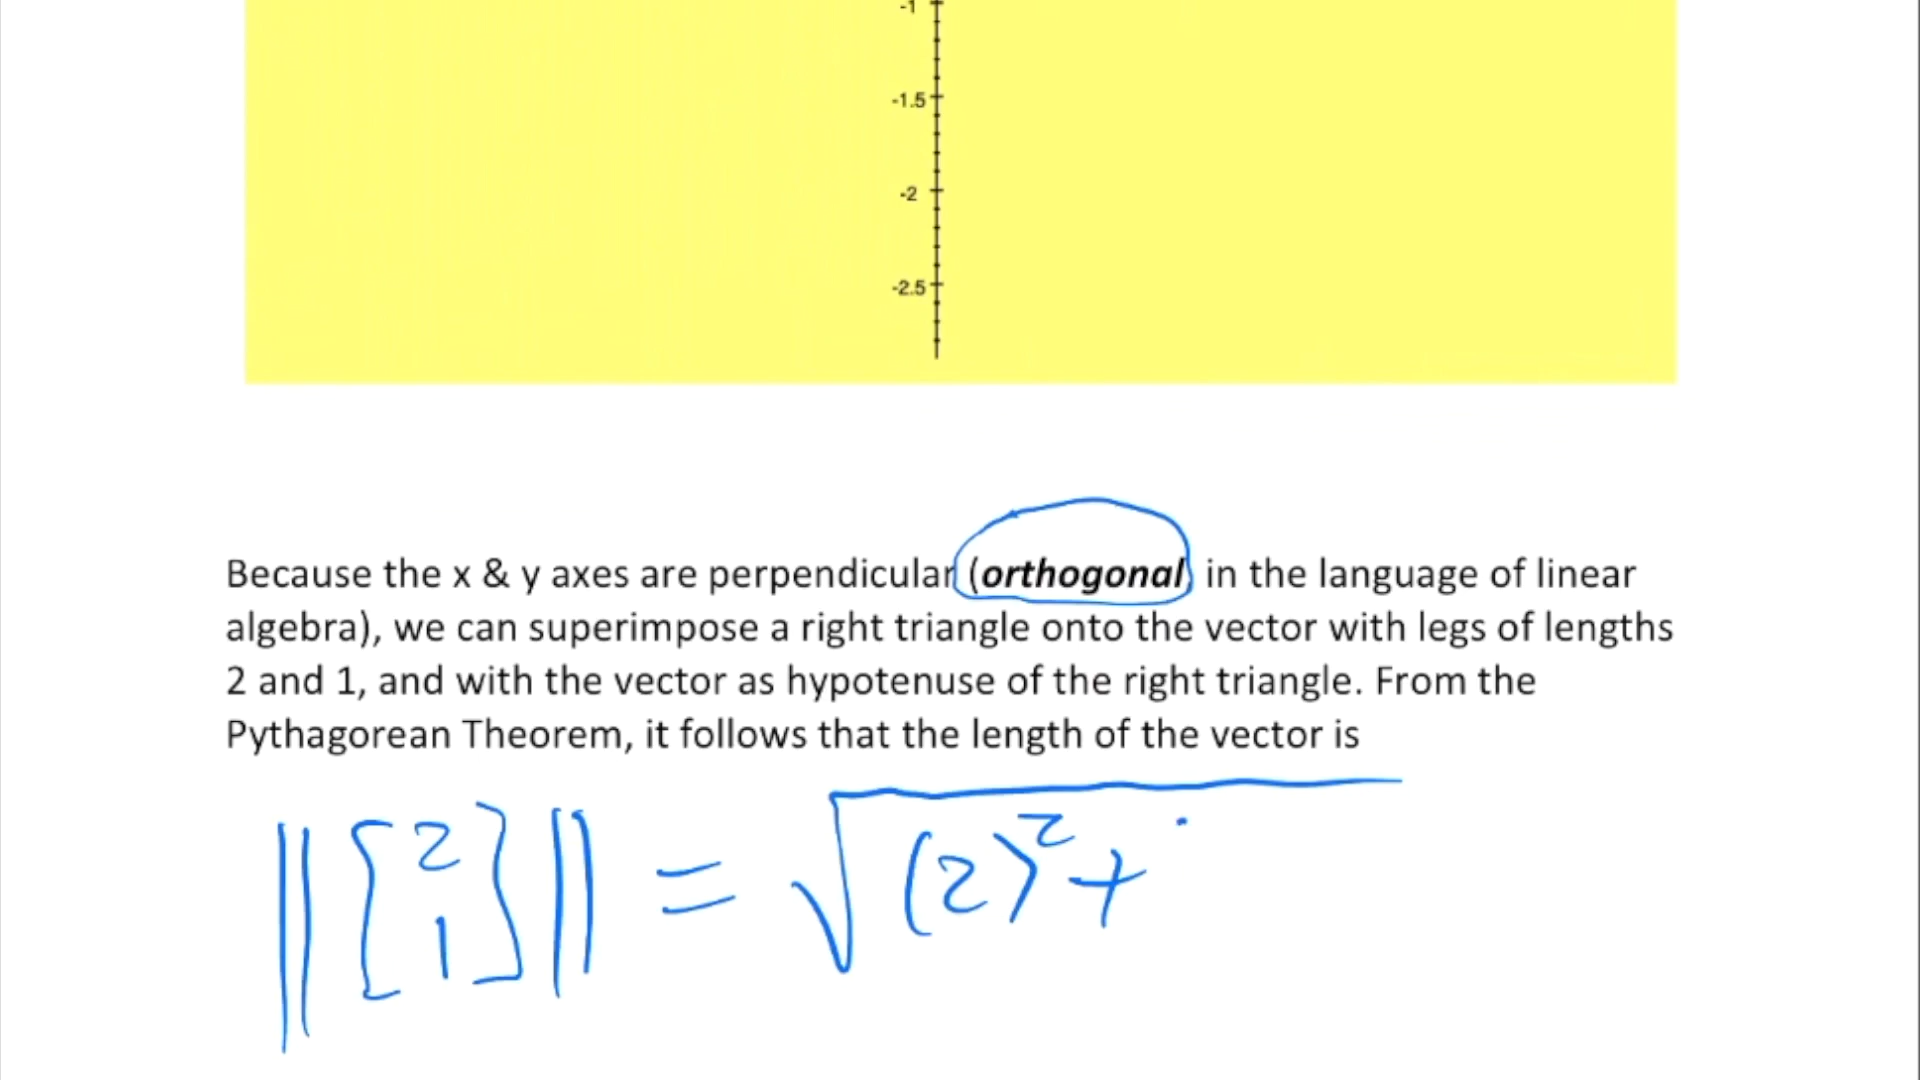 -1
-1.5
-2
-2.5
Because the x & y axes are perpendicular (orthogonal) in the language of linear
algebra), we can superimpose a right triangle onto the vector with legs of lengths
2 and 1, and with the vector as hypotenuse of the right triangle. From the
Pythagorean Theorem, it follows that the length of the vector is
||[2 1]|| = √(2)² +